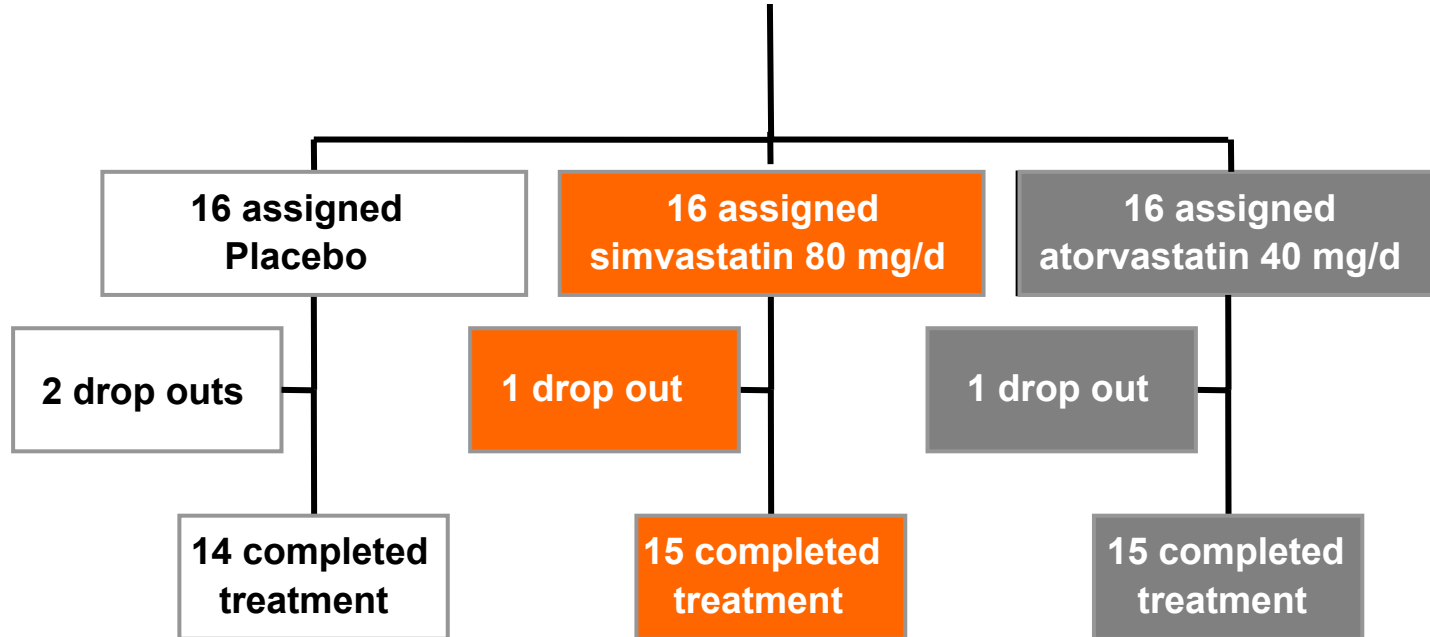 16 assigned
Placebo
16 assigned
simvastatin 80 mg/d
16 assigned
atorvastatin 40 mg/d
2 drop outs
1 drop out
1 drop out
14 completed
treatment
15 completed
treatment
15 completed
treatment